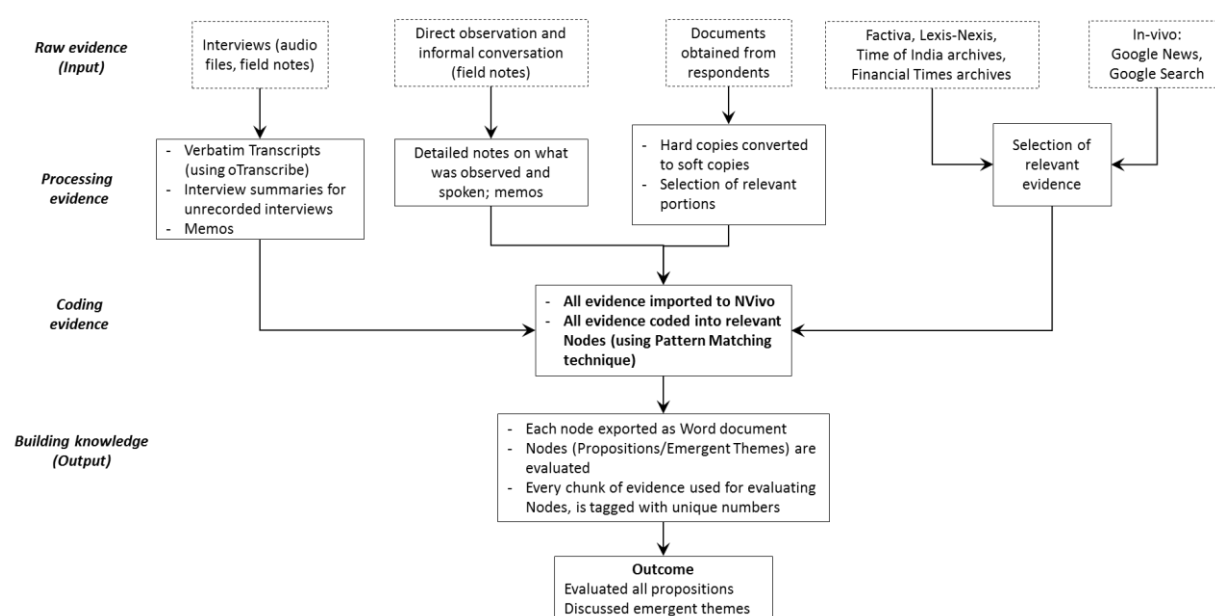 Raw evidence
(Input)
Interviews (audio
files, field notes)
Direct observation and
informal conversation
(field notes)
Documents
obtained from
respondents
Factiva, Lexis-Nexis,
Time of India archives,
Financial Times archives
In-vivo:
Google News,
Google Search
Processing
evidence
- Verbatim Transcripts
(using oTranscribe)
- Interview summaries for
unrecorded interviews
- Memos
Detailed notes on what
was observed and
spoken; memos
- Hard copies converted
to soft copies
- Selection of relevant
portions
Selection of
relevant
evidence
Coding
evidence
- All evidence imported to NVivo
- All evidence coded into relevant
Nodes (using Pattern Matching
technique)
Building knowledge
(Output)
- Each node exported as Word document
- Nodes (Propositions/Emergent Themes) are
evaluated
- Every chunk of evidence used for evaluating
Nodes, is tagged with unique numbers
Outcome
Evaluated all propositions
Discussed emergent themes